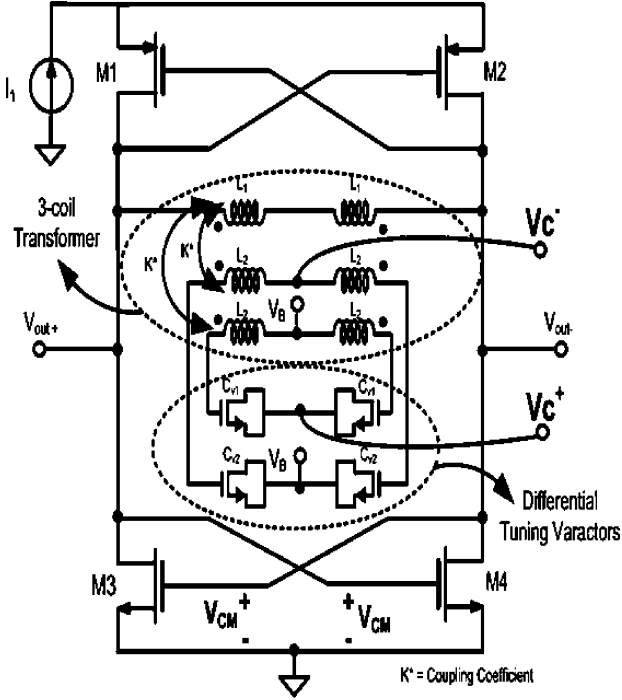 M1
M2
I1
L1
L1
3-coil
Transformer
K*
K*
Vc-
L2
L2
VB
L2
L2
Vout+
Vout-
Cv1
Cv1
Vc+
Cv2
VB
Cv2
Differential
Tuning Varactors
M3
M4
VCM
+
-
+
-
VCM
K* = Coupling Coefficient